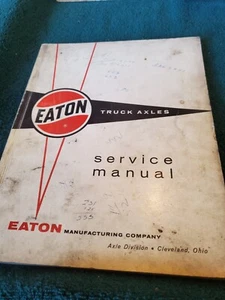 EATON
TRUCK AXLES
service
manual
EATON MANUFACTURING COMPANY
Axle Division • Cleveland, Ohio